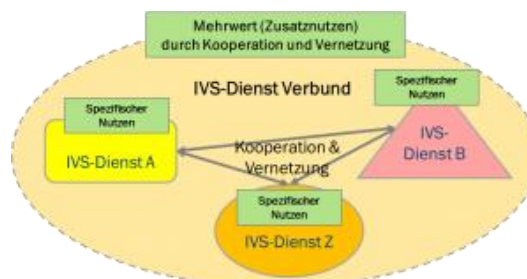 Mehrwert (Zusatznutzen)
durch Kooperation und Vernetzung
IVS-Dienst Verbund
Spezifischer
Nutzen
IVS-
Dienst B
Spezifischer
Nutzen
IVS-Dienst A
Kooperation &
Vernetzung
Spezifischer
Nutzen
IVS-Dienst Z